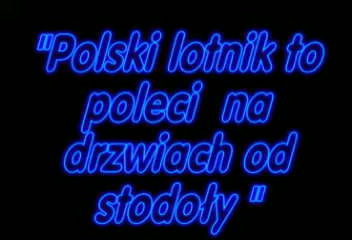 "Polski lotnik to
poleci na
drzwiach od
stodoły "